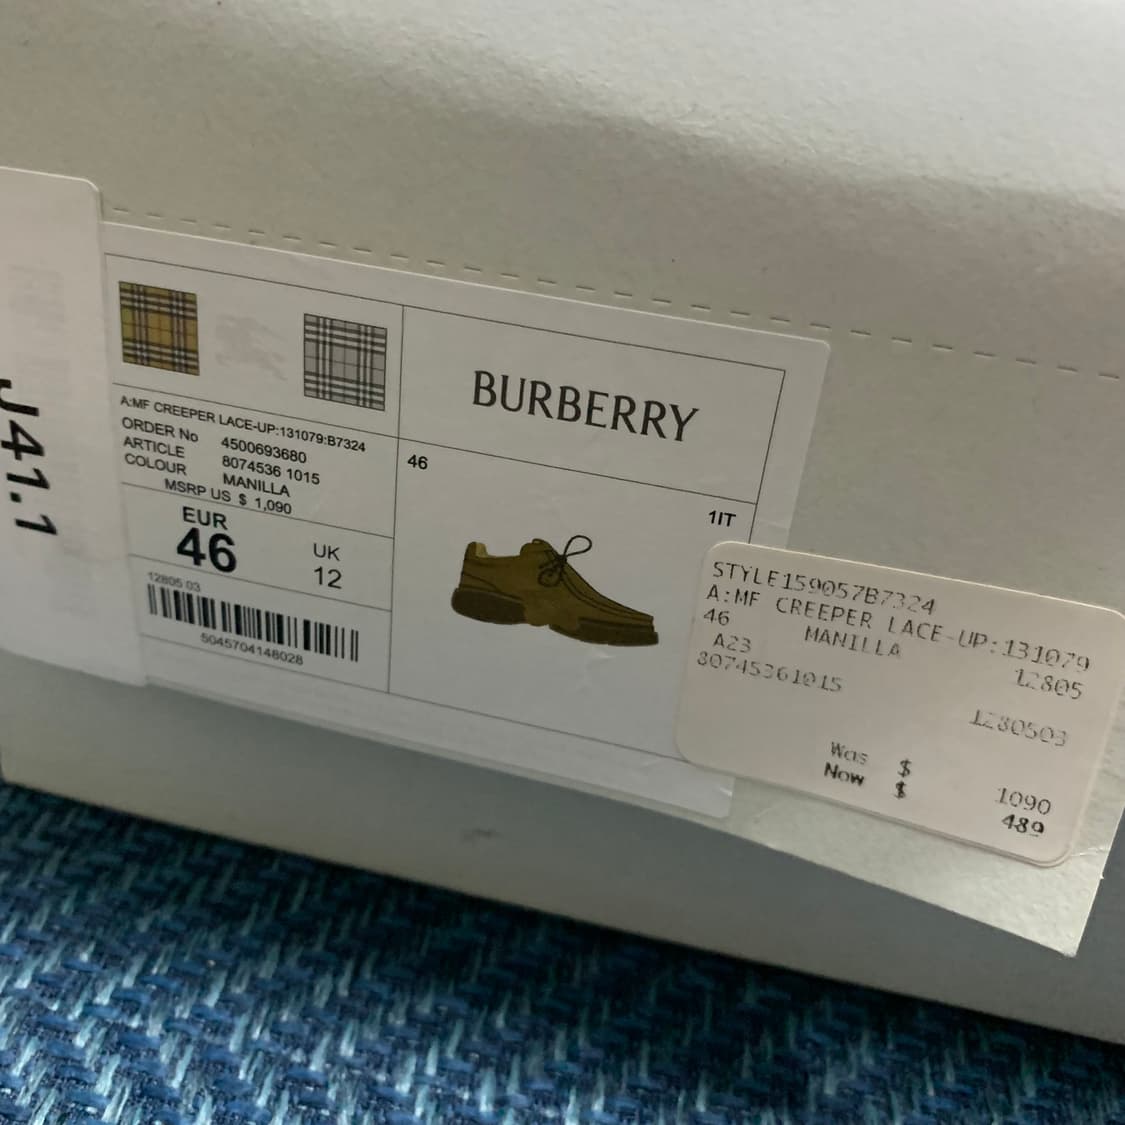 J41.1
A:MF CREEPER LACE-UP:131079:B7324
ORDER No 4500693680
ARTICLE 8074536 1015
COLOUR MANILLA
MSRP US $ 1,090
EUR
46
UK
12
12805 03
5045704148028
BURBERRY
46
1IT
STYLE159057B7324
A:MF CREEPER LACE-UP:131079
46 MANILLA 12805
A23
80745361015
1280503
Was $ 1090
Now $ 489